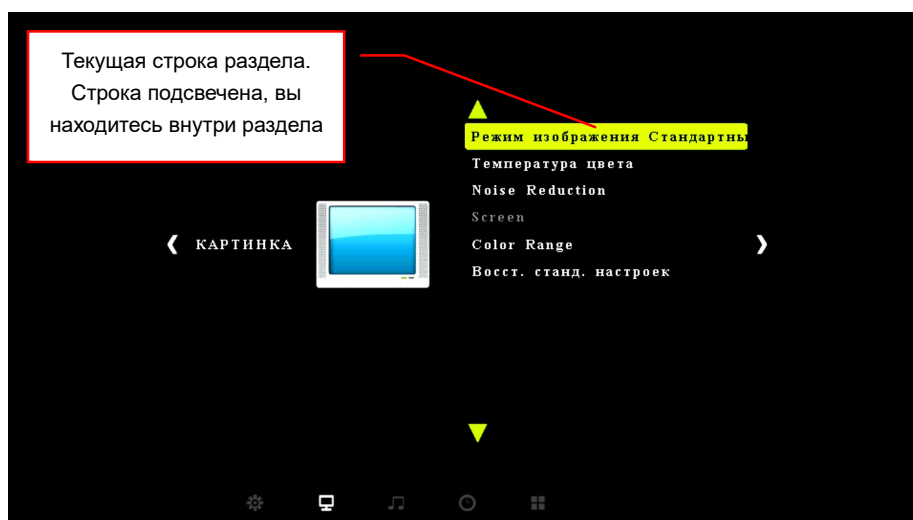 Текущая строка раздела.
Строка подсвечена, вы
находитесь внутри раздела
Режим изображения Стандартны
Температура цвета
Noise Reduction
Screen
КАРТИНКА
Color Range
Восст. станд. настроек